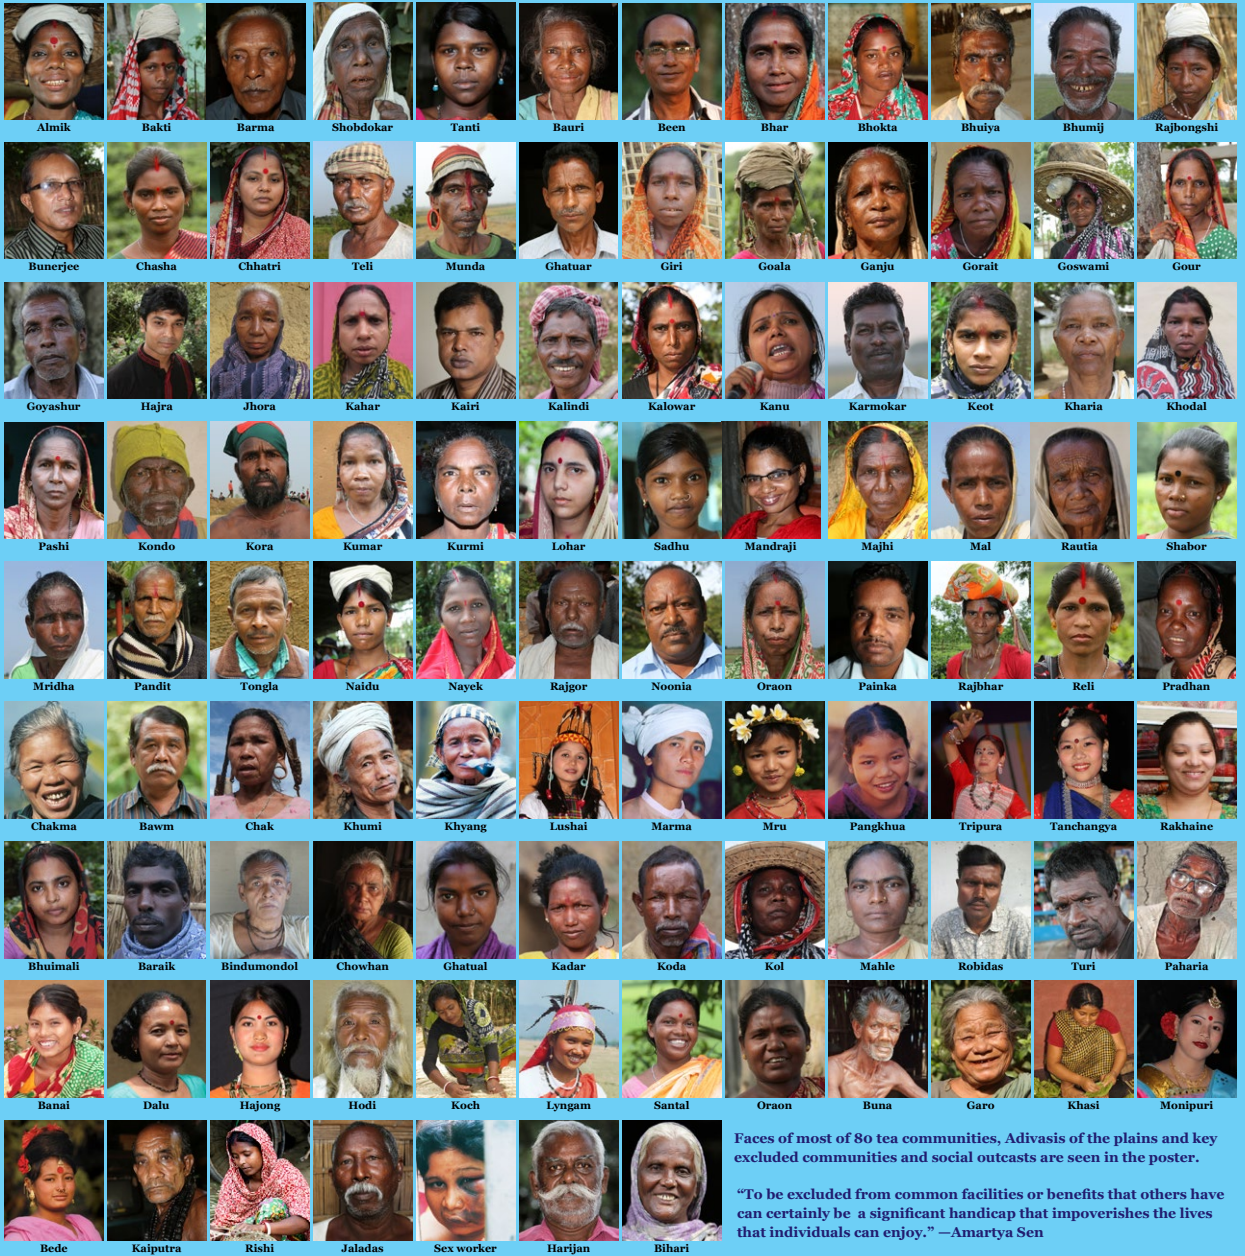 Almik Bakti Barma Shobdokar Tanti Bauri Been Bhar Bhokta Bhuiya Bhumij Rajbongshi
Bunerjee Chasha Chhatri Teli Munda Ghatuar Giri Goala Ganju Gorait Goswami Gour
Goyashur Hajra Jhora Kahar Kairi Kalindi Kalowar Kanu Karmokar Keot Kharia Khodal
Pashi Kondo Kora Kumar Kurmi Lohar Sadhu Mandraji Majhi Mal Rautia Shabor
Mridha Pandit Tongla Naidu Nayek Rajgor Noonia Oraon Painka Rajbhar Reli Pradhan
Chakma Bawm Chak Khumi Khyang Lushai Marma Mru Pangkhua Tripura Tanchangya Rakhaine
Bhuimali Baraik Bindumondol Chowhan Ghatual Kadar Koda Kol Mahle Robidas Turi Paharia
Banai Dalu Hajong Hodi Koch Lyngam Santal Oraon Buna Garo Khasi Monipuri
Bede Kaiputra Rishi Jaladas Sex worker Harijan Bihari
Faces of most of 80 tea communities, Adivasis of the plains and key
excluded communities and social outcasts are seen in the poster.
“To be excluded from common facilities or benefits that others have
can certainly be a significant handicap that impoverishes the lives
that individuals can enjoy.” —Amartya Sen